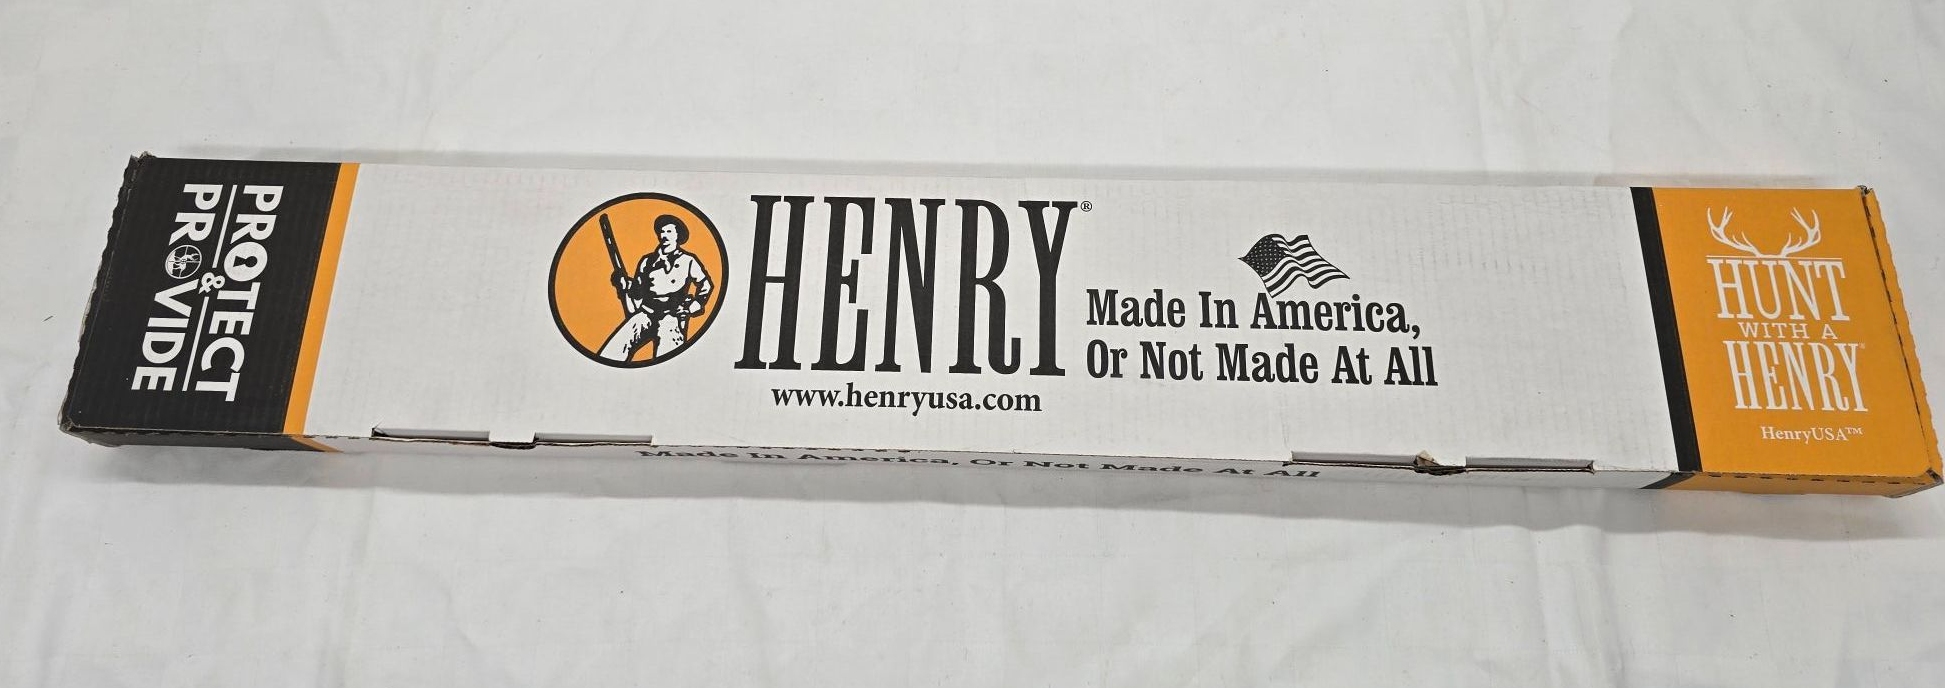 PROTECT
&
PROVIDE
HENRY®
www.henryusa.com
Made In America,
Or Not Made At All
HUNT
WITH A
HENRY®
HenryUSA™
Made In America, Or Not Made At All